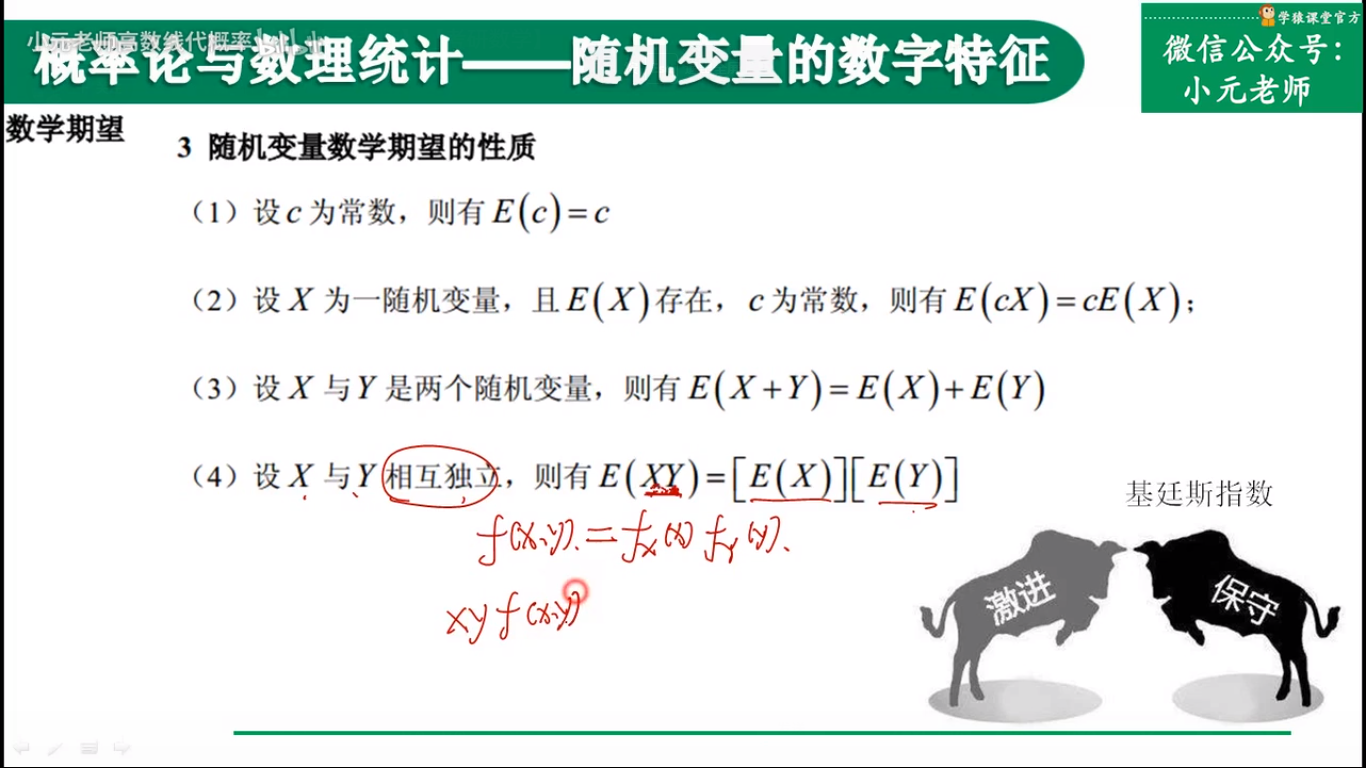 小元老师高数线代概率
学猿课堂官方
概率论与数理统计——随机变量的数字特征
微信公众号：
小元老师
数学期望
3 随机变量数学期望的性质
（1）设 c 为常数，则有 E(c)=c
（2）设 X 为一随机变量，且 E(X) 存在，c 为常数，则有 E(cX)=cE(X)；
（3）设 X 与 Y 是两个随机变量，则有 E(X+Y)=E(X)+E(Y)
（4）设 X 与 Y 相互独立，则有 E(XY)=[E(X)][E(Y)]
f(x,y)=fX(x) fY(y).
xy f(x,y)
基廷斯指数
激进
保守